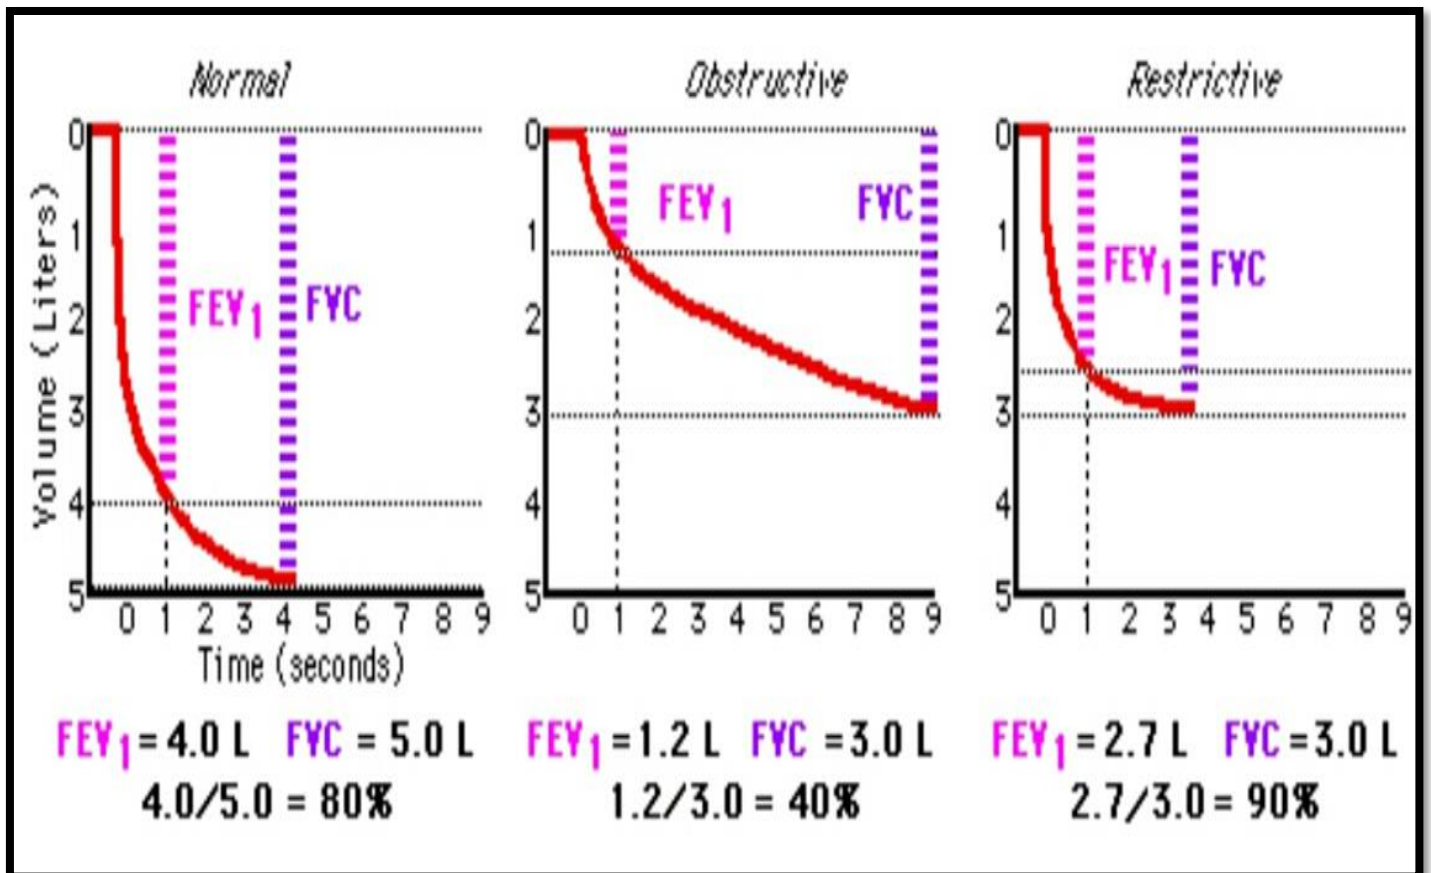 Normal
0
1
2
3
4
5
Volume (Liters)
FEV1
FVC
0 1 2 3 4 5 6 7 8 9
Time (seconds)
FEV1 = 4.0 L FVC = 5.0 L
4.0/5.0 = 80%
Obstructive
0
1
2
3
4
5
FEV1
FVC
0 1 2 3 4 5 6 7 8 9
FEV1 = 1.2 L FVC = 3.0 L
1.2/3.0 = 40%
Restrictive
0
1
2
3
4
5
FEV1
FVC
0 1 2 3 4 5 6 7 8 9
FEV1 = 2.7 L FVC = 3.0 L
2.7/3.0 = 90%